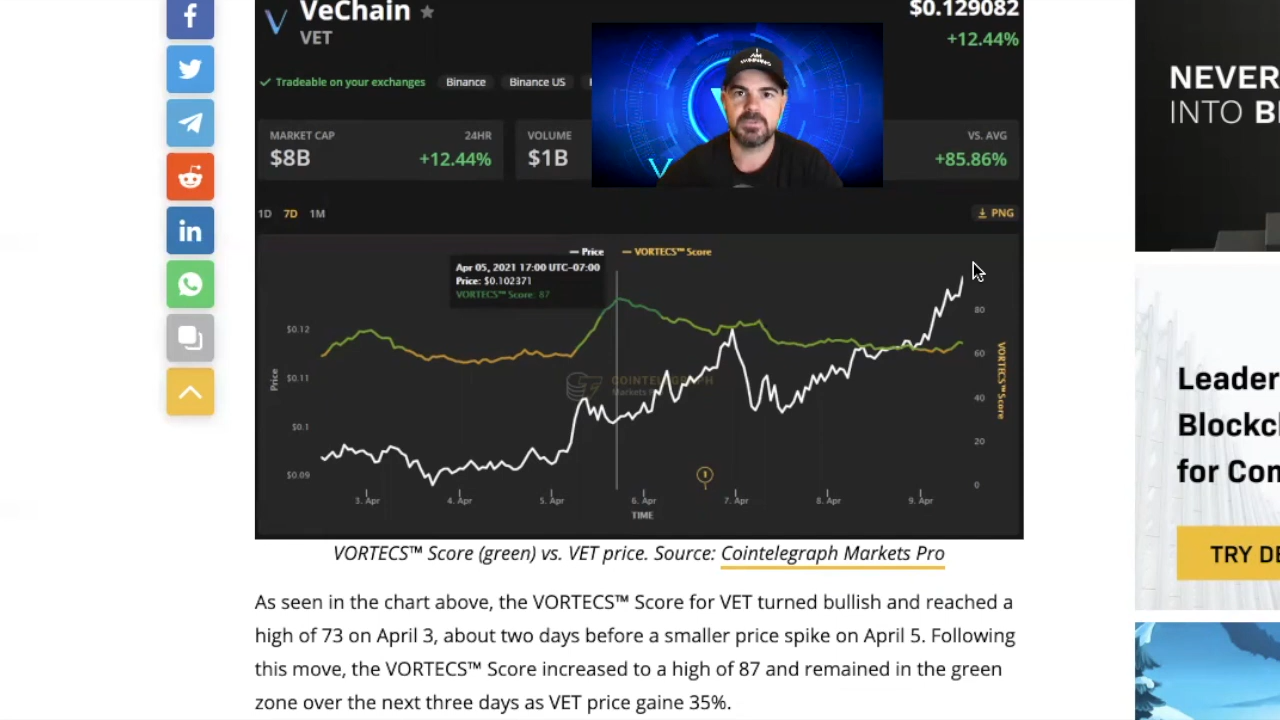 VeChain
VET
$0.129082
+12.44%
Tradeable on your exchanges
Binance
Binance US
MARKET CAP
24HR
$8B
+12.44%
VOLUME
$1B
VS. AVG
+85.86%
1D 7D 1M
PNG
Price
VORTECS™ Score
Apr 05, 2021 17:00 UTC-07:00
Price: $0.102371
VORTECS™ Score: 87
$0.12
$0.11
$0.1
$0.09
Price
80
60
40
20
0
VORTECS™ Score
COINTELEGRAPH
1
3. Apr
4. Apr
5. Apr
6. Apr
7. Apr
8. Apr
9. Apr
TIME
VORTECS™ Score (green) vs. VET price. Source: Cointelegraph Markets Pro
As seen in the chart above, the VORTECS™ Score for VET turned bullish and reached a
high of 73 on April 3, about two days before a smaller price spike on April 5. Following
this move, the VORTECS™ Score increased to a high of 87 and remained in the green
zone over the next three days as VET price gaine 35%.
NEVER
INTO
Leader
Blockc
for Con
TRY DE